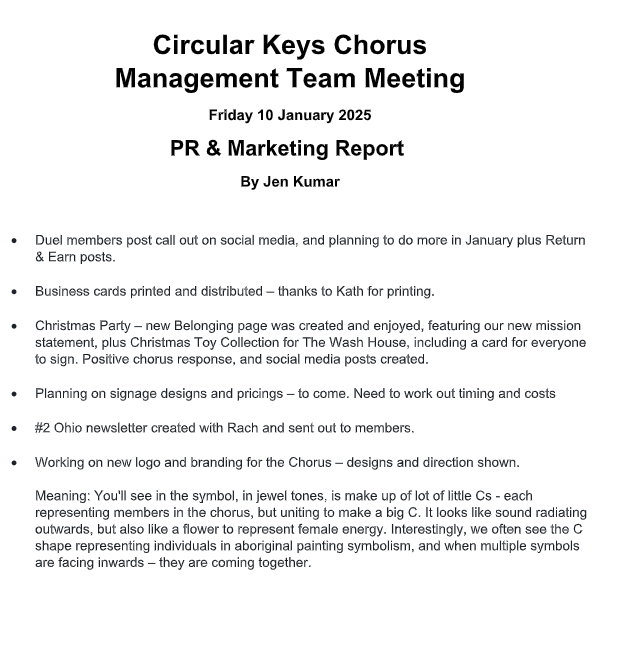 Circular Keys Chorus
Management Team Meeting
Friday 10 January 2025
PR & Marketing Report
By Jen Kumar
• Duel members post call out on social media, and planning to do more in January plus Return
& Earn posts.
• Business cards printed and distributed – thanks to Kath for printing.
• Christmas Party – new Belonging page was created and enjoyed, featuring our new mission
statement, plus Christmas Toy Collection for The Wash House, including a card for everyone
to sign. Positive chorus response, and social media posts created.
• Planning on signage designs and pricings – to come. Need to work out timing and costs
• #2 Ohio newsletter created with Rach and sent out to members.
• Working on new logo and branding for the Chorus – designs and direction shown.
Meaning: You'll see in the symbol, in jewel tones, is make up of lot of little Cs - each
representing members in the chorus, but uniting to make a big C. It looks like sound radiating
outwards, but also like a flower to represent female energy. Interestingly, we often see the C
shape representing individuals in aboriginal painting symbolism, and when multiple symbols
are facing inwards – they are coming together.